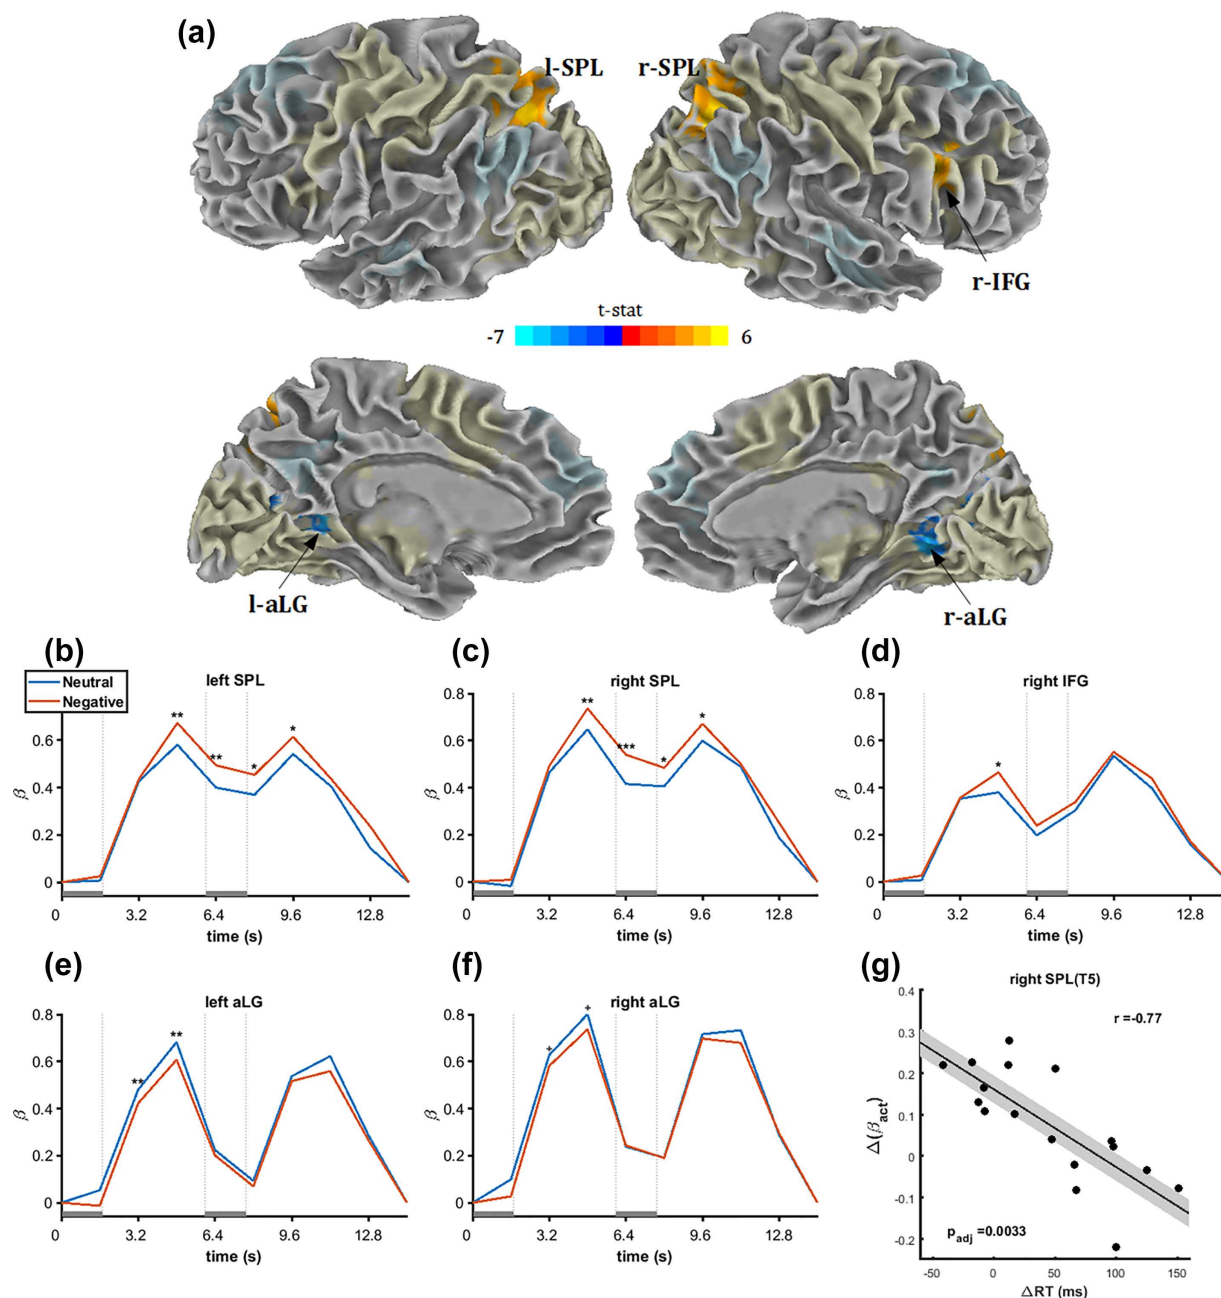 (a)
l-SPL
r-SPL
r-IFG
t-stat
-7
6
l-aLG
r-aLG
(b)
left SPL
Neutral
Negative
**
**
*
*
0.6
0.4
0.2
0
β
0
3.2
6.4
9.6
12.8
time (s)
(c)
right SPL
**
***
*
*
0.8
0.6
0.4
0.2
0
β
0
3.2
6.4
9.6
12.8
time (s)
(d)
right IFG
*
0.8
0.6
0.4
0.2
0
β
0
3.2
6.4
9.6
12.8
time (s)
(e)
left aLG
**
**
0.8
0.6
0.4
0.2
0
β
0
3.2
6.4
9.6
12.8
time (s)
(f)
right aLG
+
+
0.8
0.6
0.4
0.2
0
β
0
3.2
6.4
9.6
12.8
time (s)
(g)
right SPL(T5)
r =-0.77
0.4
0.3
0.2
0.1
0
-0.1
-0.2
Δ(βact)
padj =0.0033
-50
0
50
100
150
ΔRT (ms)